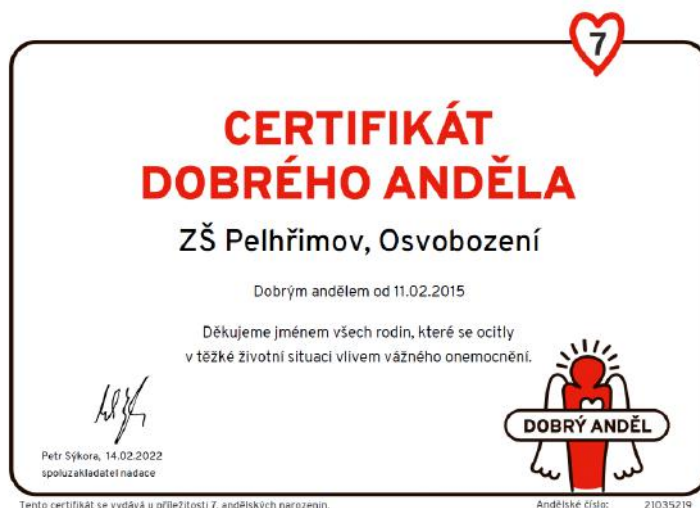 7
CERTIFIKÁT
DOBRÉHO ANDĚLA
ZŠ Pelhřimov, Osvobození
Dobrým andělem od 11.02.2015
Děkujeme jménem všech rodin, které se ocitly
v těžké životní situaci vlivem vážného onemocnění.
DOBRÝ ANDĚL
Petr Sýkora, 14.02.2022
spoluzakladatel nadace
Tento certifikát se vydává u příležitosti 7. andělských narozenin.
Andělské číslo: 21035219